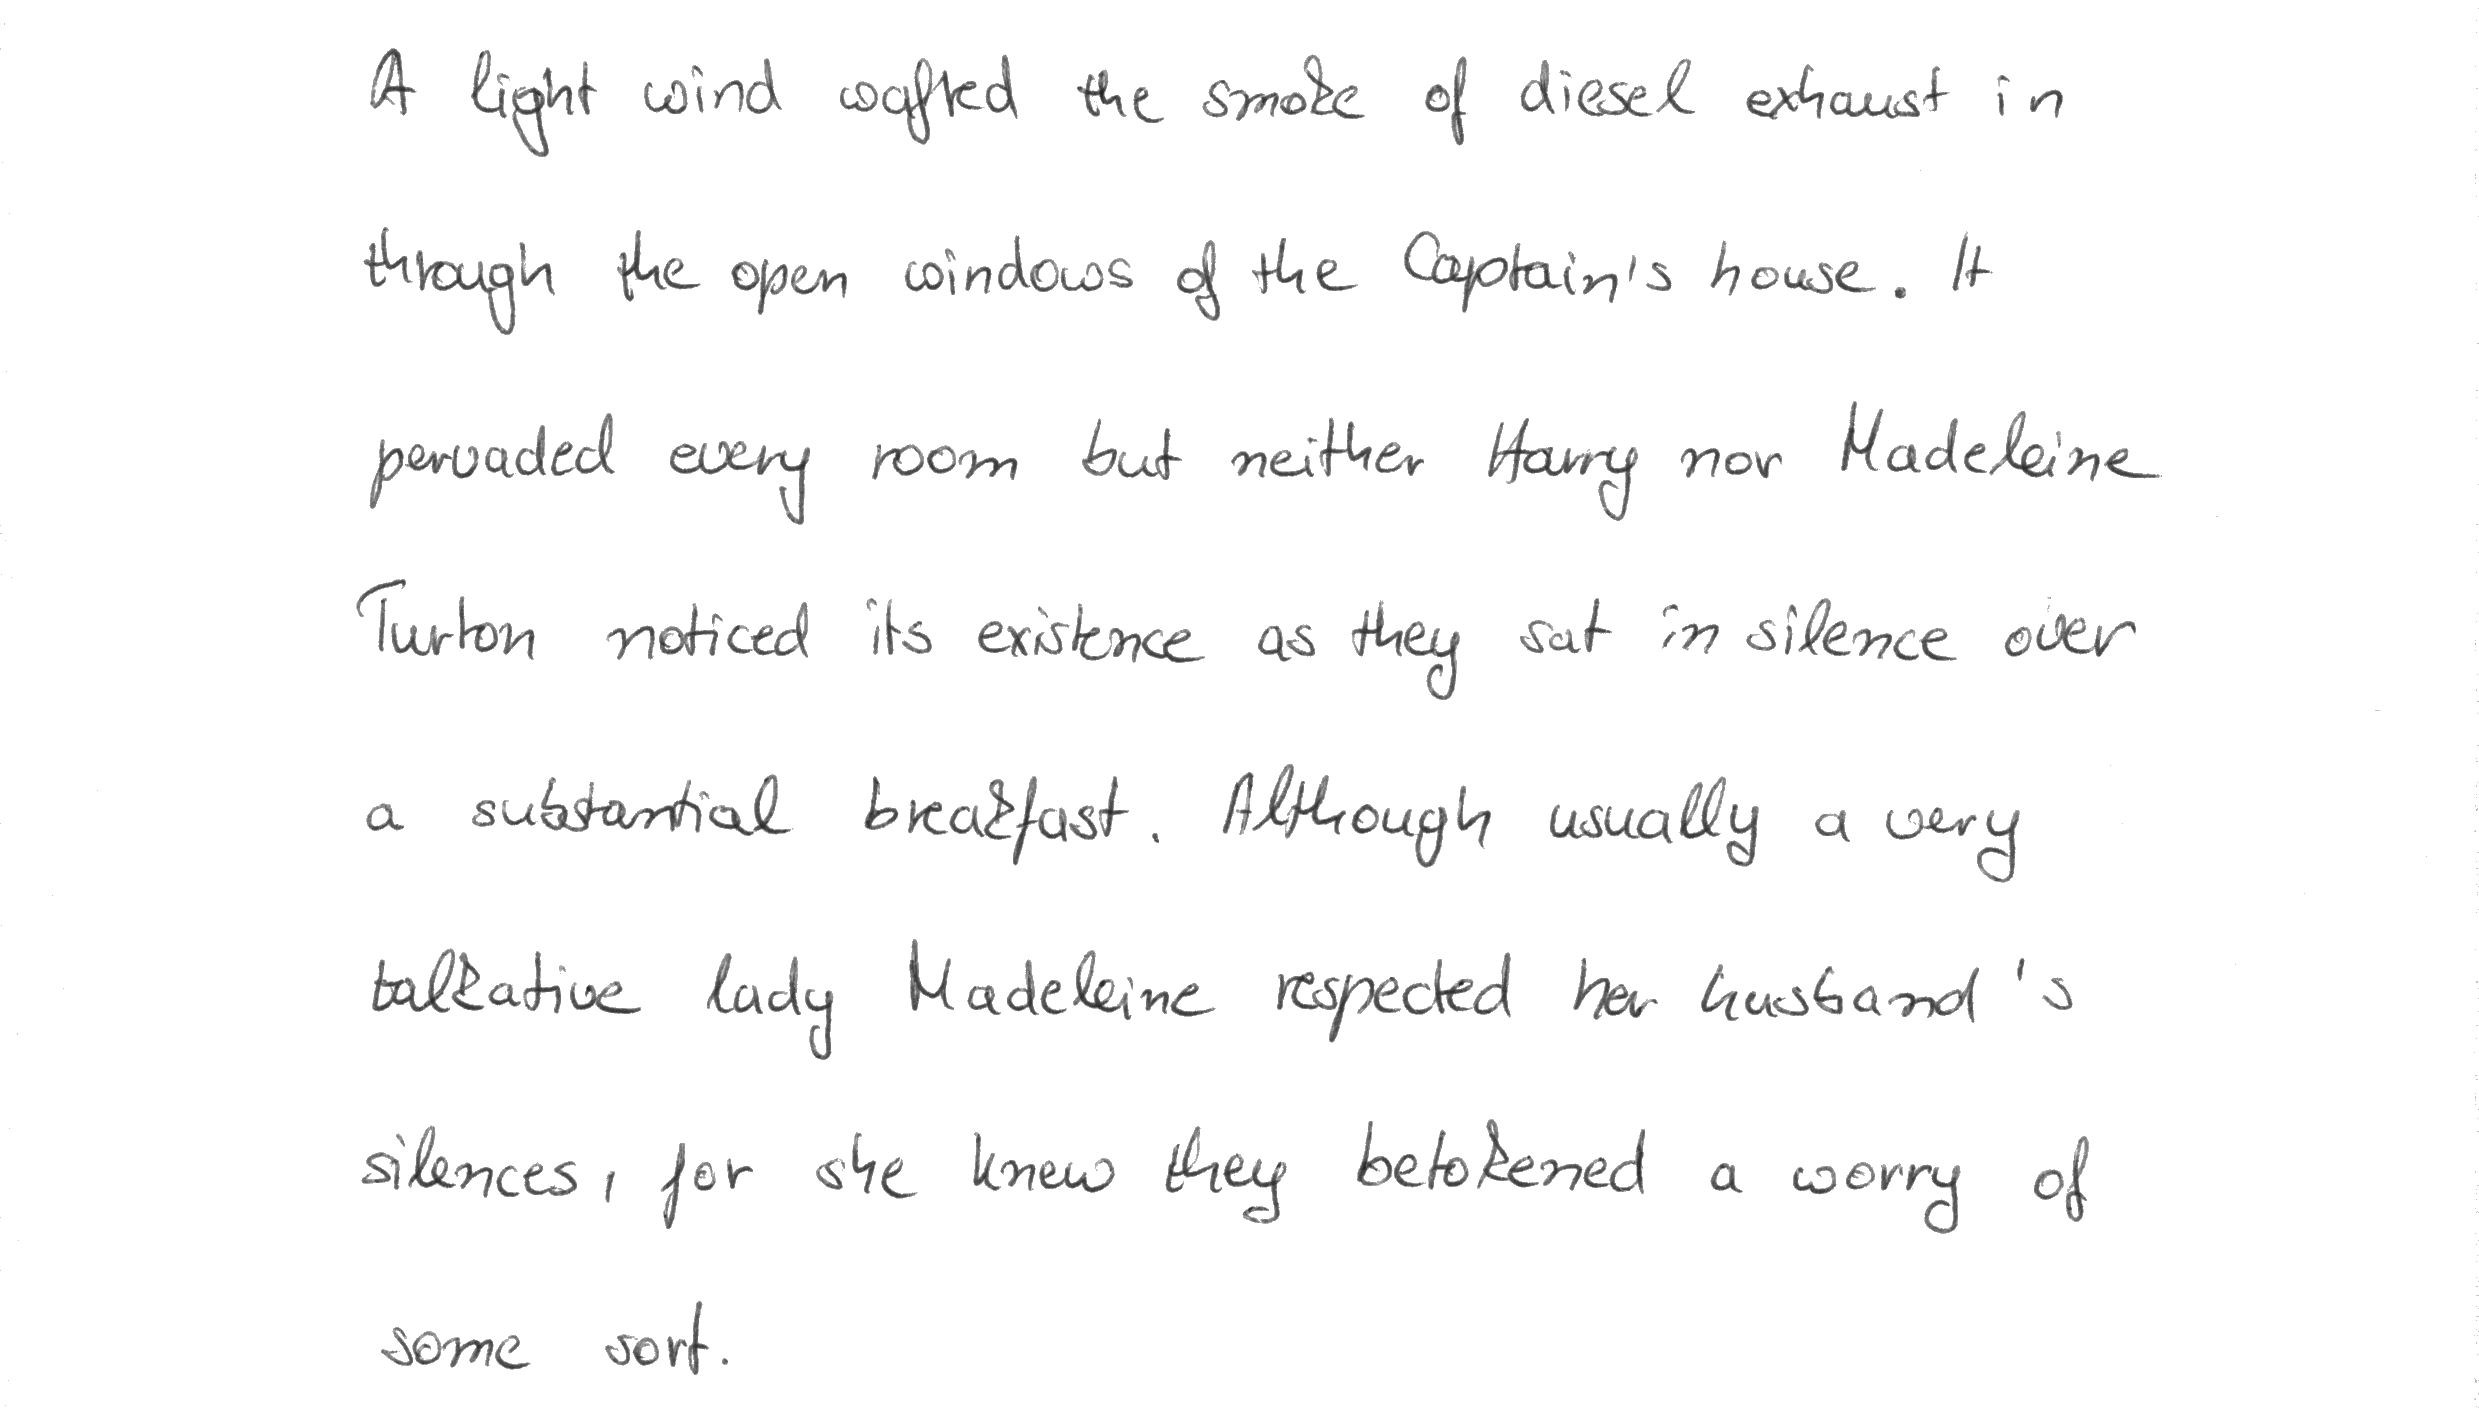 A light wind wafted the smoke of diesel exhaust in
through the open windows of the Captain's house. It
pervaded every room but neither Harry nor Madeleine
Turton noticed its existence as they sat in silence over
a substantial breakfast. Although usually a very
talkative lady Madeleine respected her husband's
silences, for she knew they betokened a worry of
some sort.